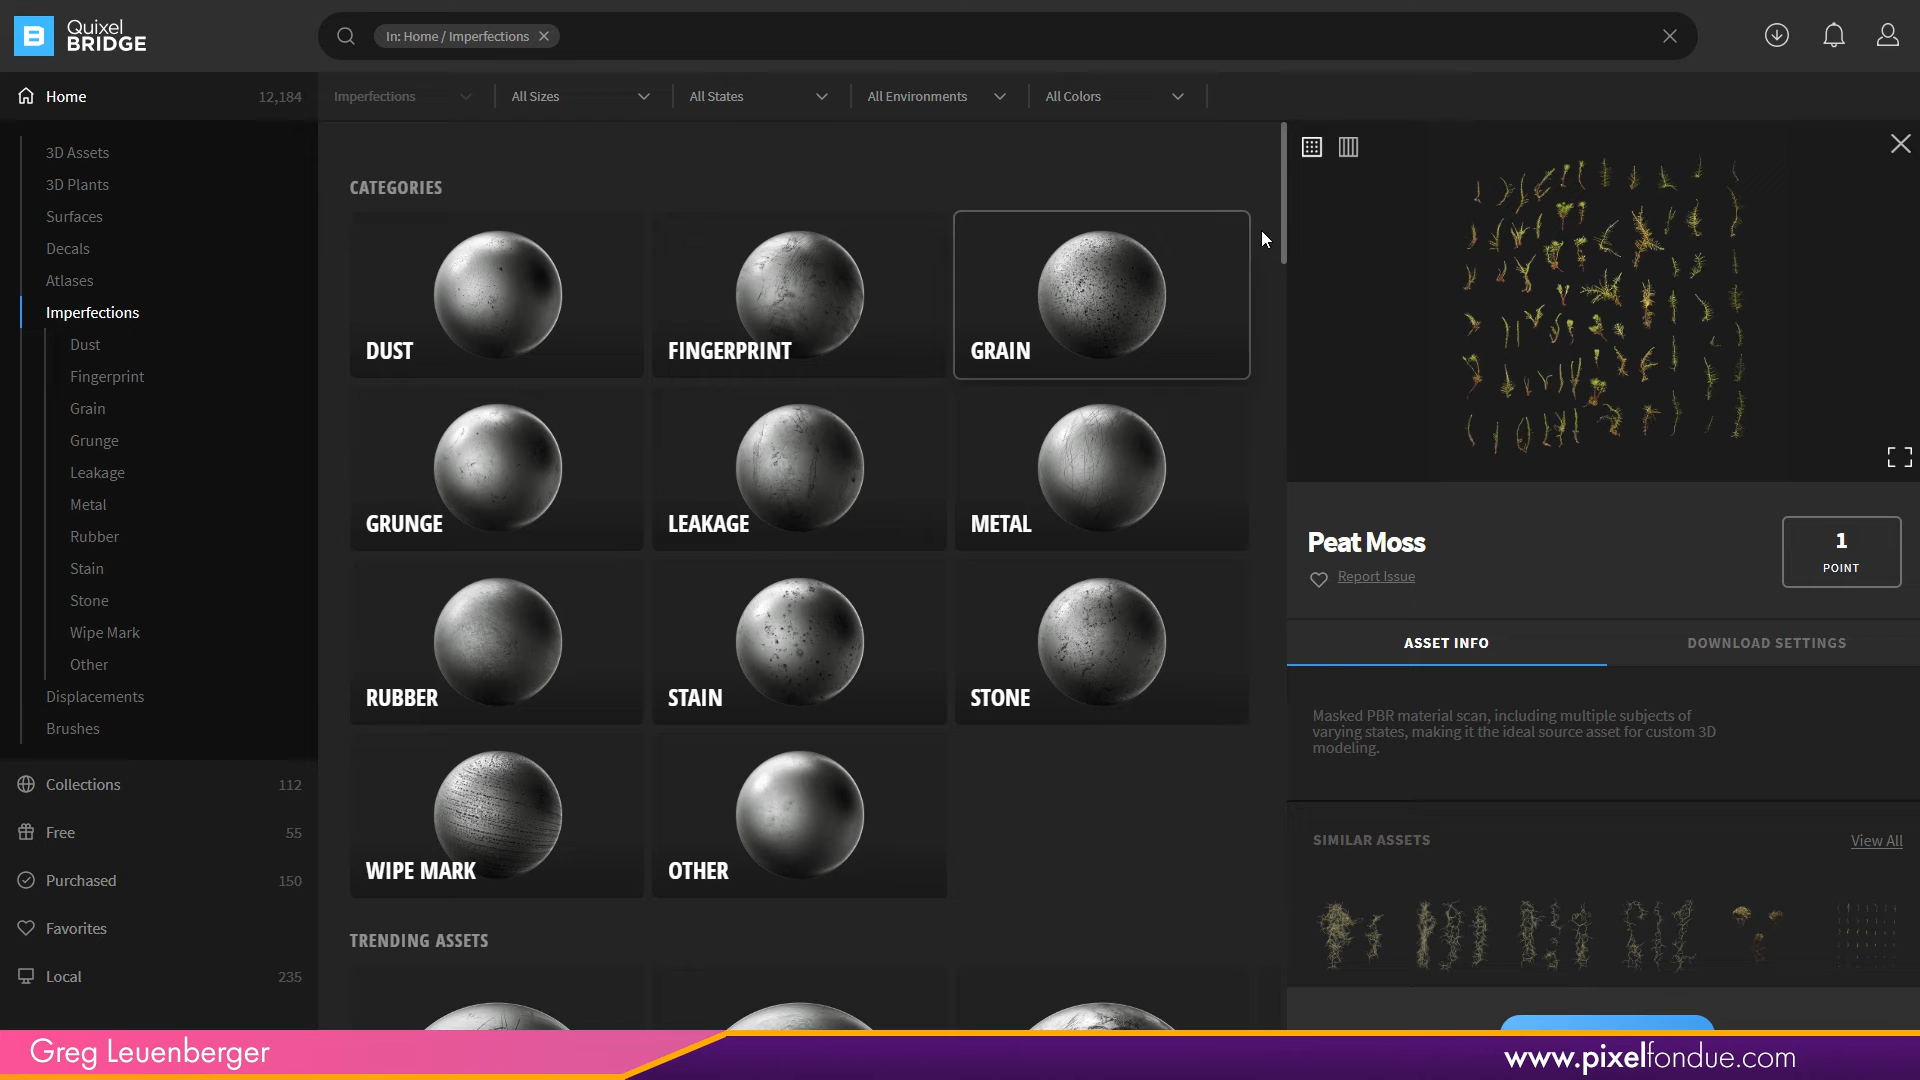 Quixel
BRIDGE
In: Home / Imperfections
Home 12,184
Imperfections
All Sizes
All States
All Environments
All Colors
3D Assets
3D Plants
Surfaces
Decals
Atlases
Imperfections
Dust
Fingerprint
Grain
Grunge
Leakage
Metal
Rubber
Stain
Stone
Wipe Mark
Other
Displacements
Brushes
Collections 112
Free 55
Purchased 150
Favorites
Local 235
CATEGORIES
DUST
FINGERPRINT
GRAIN
GRUNGE
LEAKAGE
METAL
RUBBER
STAIN
STONE
WIPE MARK
OTHER
TRENDING ASSETS
Peat Moss
Report Issue
1
POINT
ASSET INFO
DOWNLOAD SETTINGS
Masked PBR material scan, including multiple subjects of
varying states, making it the ideal source asset for custom 3D
modeling.
SIMILAR ASSETS
View All
Greg Leuenberger
www.pixelfondue.com